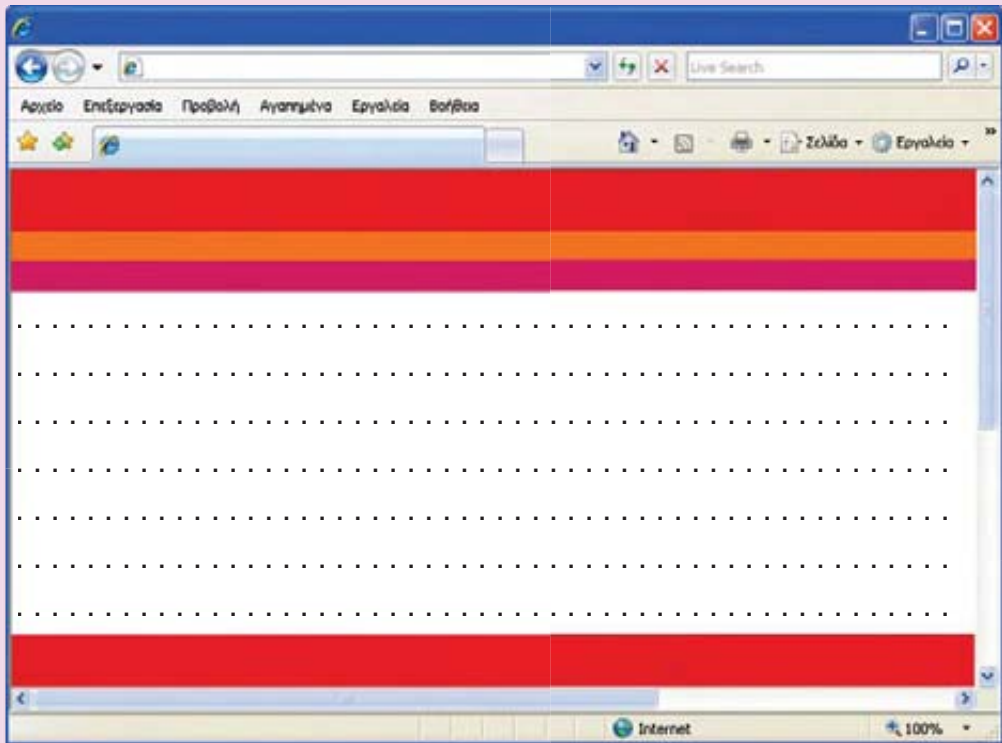 Live Search
Αρχείο Επεξεργασία Προβολή Αγαπημένα Εργαλεία Βοήθεια
Σελίδα Εργαλεία »
. . . . . . . . . . . . . . . . . . . . . . . . . . . . . . . . . . . . . . . . . . . . . . . . . . . . .
. . . . . . . . . . . . . . . . . . . . . . . . . . . . . . . . . . . . . . . . . . . . . . . . . . . . .
. . . . . . . . . . . . . . . . . . . . . . . . . . . . . . . . . . . . . . . . . . . . . . . . . . . . .
. . . . . . . . . . . . . . . . . . . . . . . . . . . . . . . . . . . . . . . . . . . . . . . . . . . . .
. . . . . . . . . . . . . . . . . . . . . . . . . . . . . . . . . . . . . . . . . . . . . . . . . . . . .
. . . . . . . . . . . . . . . . . . . . . . . . . . . . . . . . . . . . . . . . . . . . . . . . . . . . .
. . . . . . . . . . . . . . . . . . . . . . . . . . . . . . . . . . . . . . . . . . . . . . . . . . . . .
Internet 100%